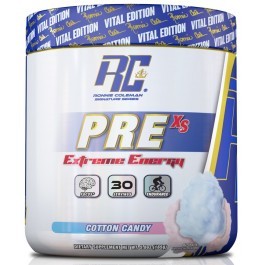 VITAL EDITION
RC
RONNIE COLEMAN
SIGNATURE SERIES
PRE XS
Extreme Energy
30
COTTON CANDY